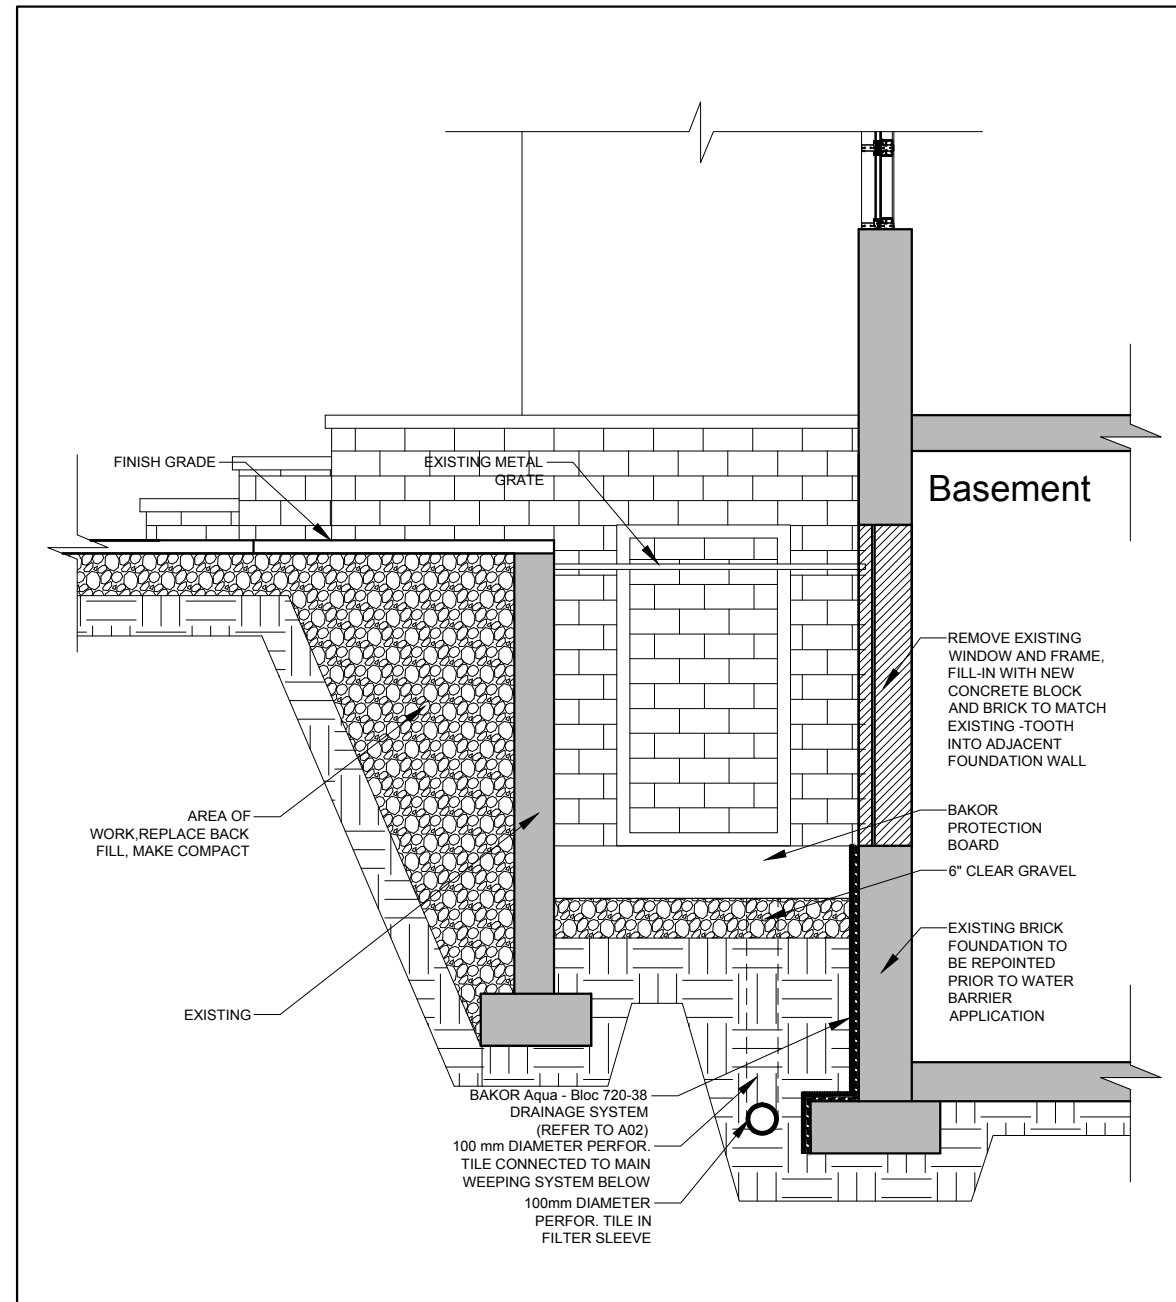 FINISH GRADE
EXISTING METAL
GRATE
Basement
REMOVE EXISTING
WINDOW AND FRAME,
FILL-IN WITH NEW
CONCRETE BLOCK
AND BRICK TO MATCH
EXISTING -TOOTH
INTO ADJACENT
FOUNDATION WALL
AREA OF
WORK,REPLACE BACK
FILL, MAKE COMPACT
BAKOR
PROTECTION
BOARD
6" CLEAR GRAVEL
EXISTING BRICK
FOUNDATION TO
BE REPOINTED
PRIOR TO WATER
BARRIER
APPLICATION
EXISTING
BAKOR Aqua - Bloc 720-38
DRAINAGE SYSTEM
(REFER TO A02)
100 mm DIAMETER PERFOR.
TILE CONNECTED TO MAIN
WEEPING SYSTEM BELOW
100mm DIAMETER
PERFOR. TILE IN
FILTER SLEEVE